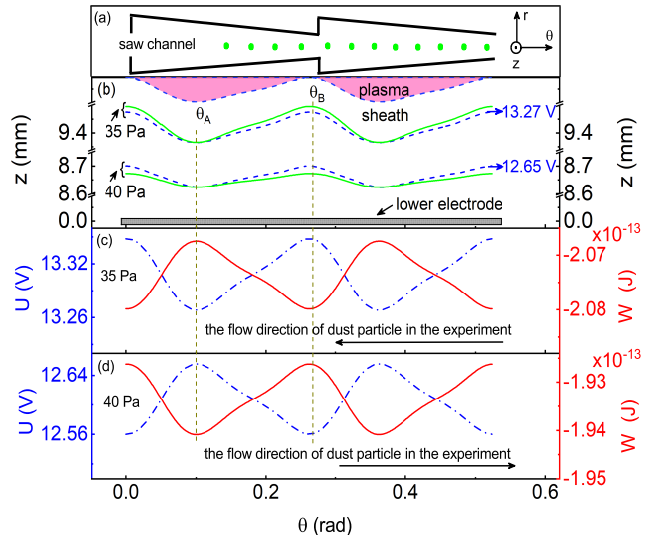 (a)
saw channel
r
θ
z
(b)
plasma
sheath
θ_A
θ_B
35 Pa
13.27 V
40 Pa
12.65 V
z (mm)
9.4
8.7
8.6
0.0
9.4
8.7
8.6
0.0
z (mm)
lower electrode
(c)
35 Pa
U (V)
13.32
13.26
×10⁻¹³
-2.07
-2.08
W (J)
the flow direction of dust particle in the experiment
(d)
40 Pa
U (V)
12.64
12.56
×10⁻¹³
-1.93
-1.94
-1.95
W (J)
the flow direction of dust particle in the experiment
0.0 0.2 0.4 0.6
θ (rad)